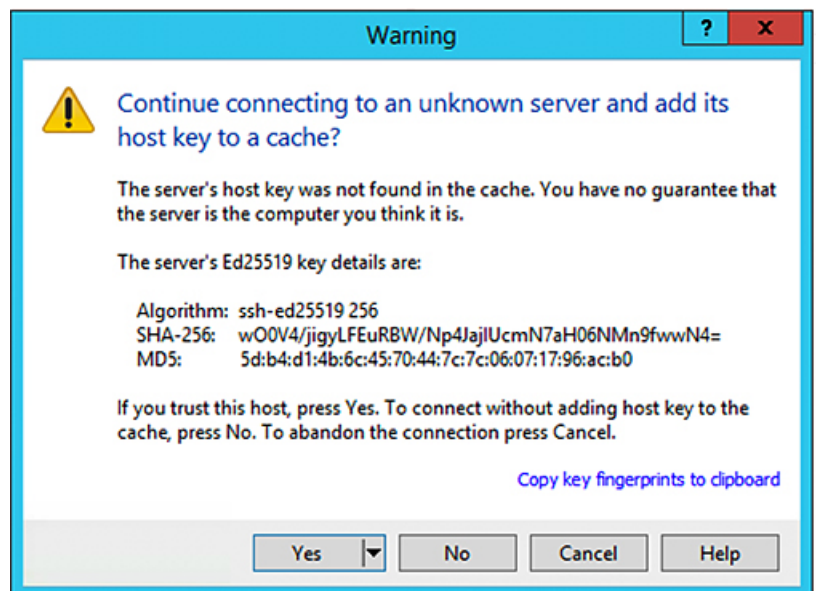 Warning
?
x
Continue connecting to an unknown server and add its
host key to a cache?
The server's host key was not found in the cache. You have no guarantee that
the server is the computer you think it is.
The server's Ed25519 key details are:
Algorithm: ssh-ed25519 256
SHA-256: wO0V4/jigyLFEuRBW/Np4JajlUcmN7aH06NMn9fwwN4=
MD5: 5d:b4:d1:4b:6c:45:70:44:7c:7c:06:07:17:96:ac:b0
If you trust this host, press Yes. To connect without adding host key to the
cache, press No. To abandon the connection press Cancel.
Copy key fingerprints to clipboard
Yes
No
Cancel
Help